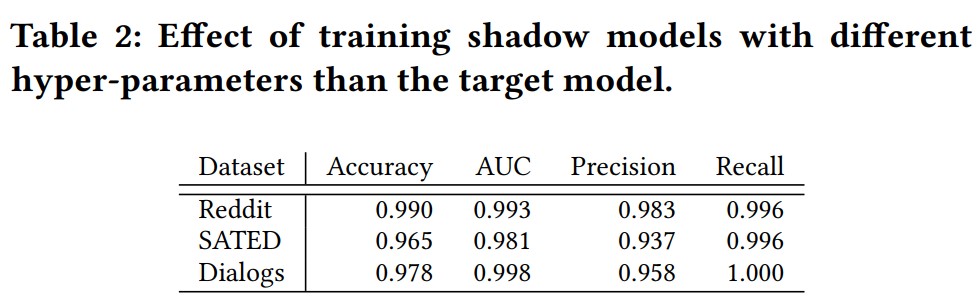 Table 2: Effect of training shadow models with different
hyper-parameters than the target model.
Dataset Accuracy AUC Precision Recall
Reddit 0.990 0.993 0.983 0.996
SATED 0.965 0.981 0.937 0.996
Dialogs 0.978 0.998 0.958 1.000